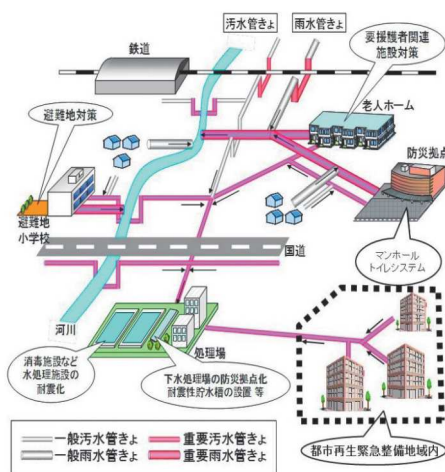 汚水管きょ
雨水管きょ
鉄道
要援護者関連
施設対策
避難地対策
老人ホーム
防災拠点
避難地
小学校
国道
マンホール
トイレシステム
河川
処理場
消毒施設など
水処理施設の
耐震化
下水処理場の防災拠点化
耐震性貯水槽の設置 等
都市再生緊急整備地域内
一般汚水管きょ
重要汚水管きょ
一般雨水管きょ
重要雨水管きょ